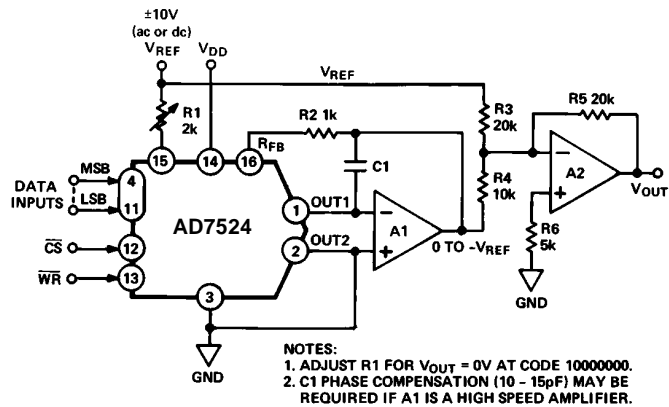 ±10V
(ac or dc)
VREF
VDD
VREF
R1
2k
RFB
R2 1k
R3
20k
R5 20k
C1
R4
10k
15
14
16
MSB
4
DATA
INPUTS
LSB
11
AD7524
1
OUT1
−
A1
+
2
OUT2
0 TO -VREF
−
A2
+
VOUT
R6
5k
GND
CS
12
WR
13
3
GND
NOTES:
1. ADJUST R1 FOR VOUT = 0V AT CODE 10000000.
2. C1 PHASE COMPENSATION (10 – 15pF) MAY BE
REQUIRED IF A1 IS A HIGH SPEED AMPLIFIER.